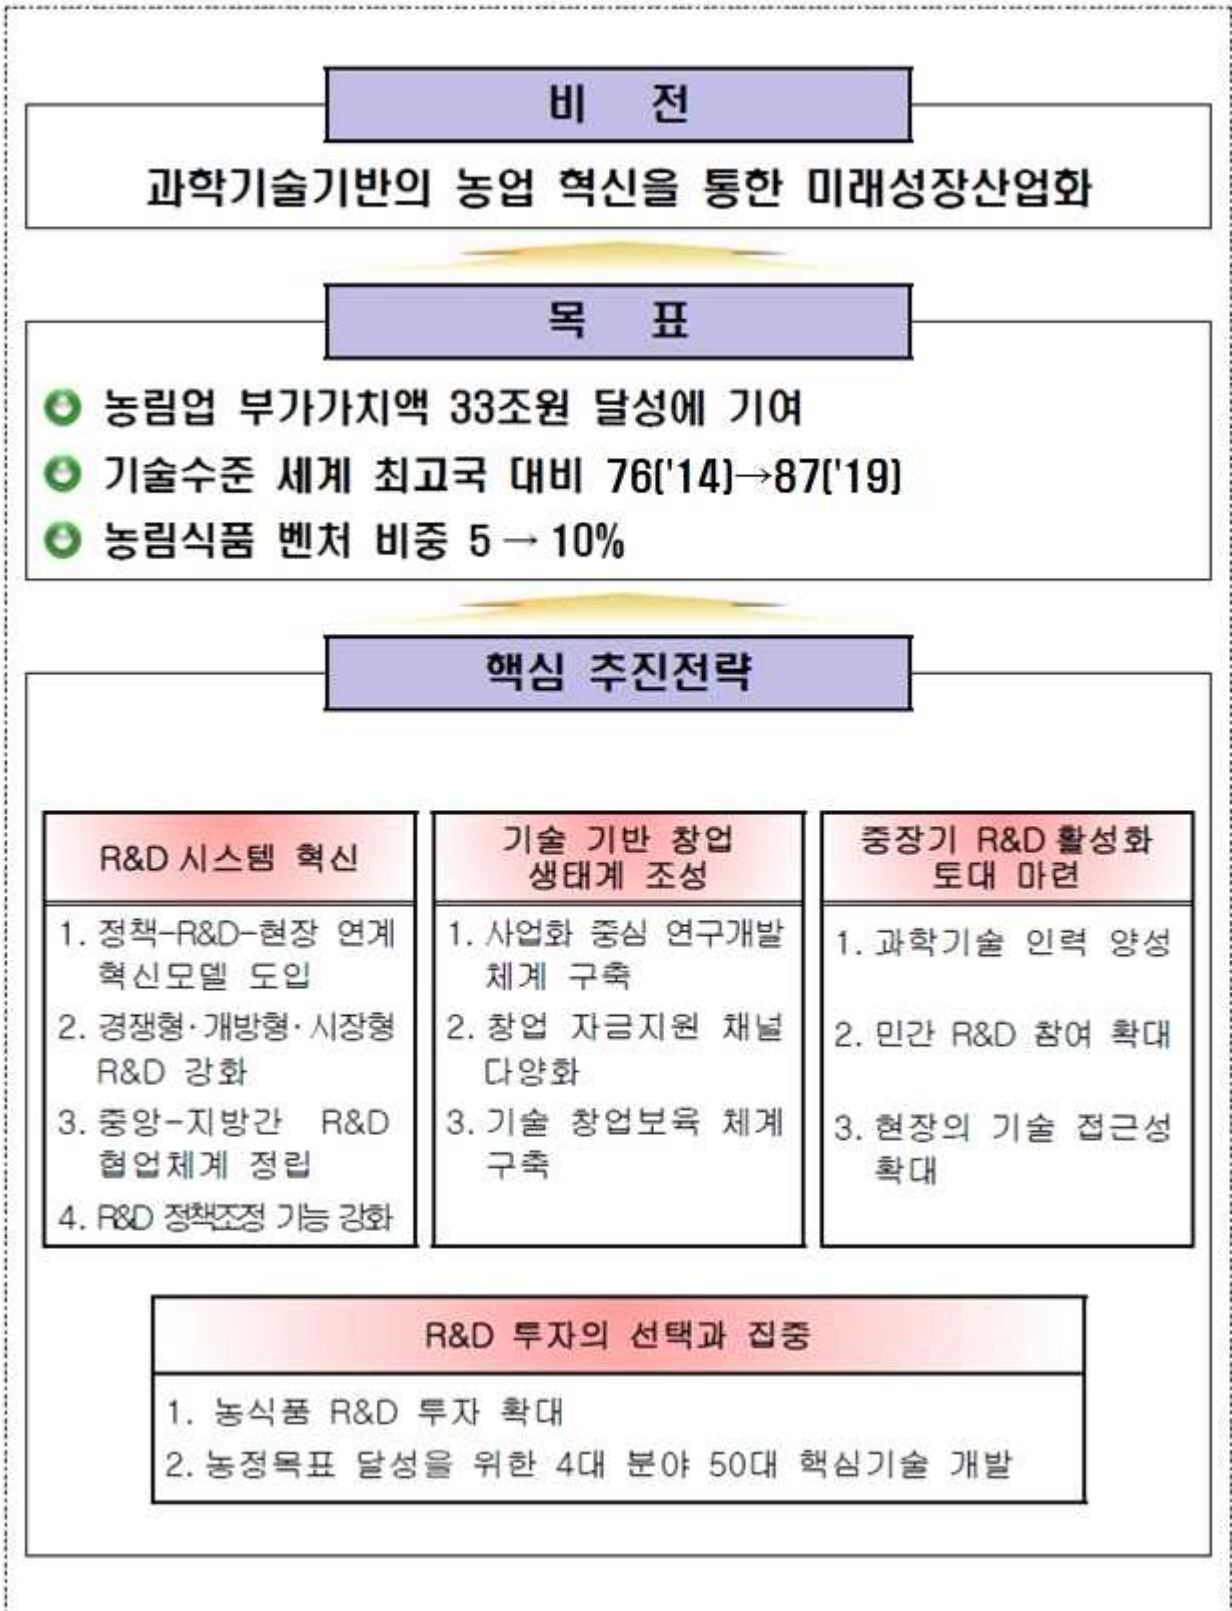 비 전
과학기술기반의 농업 혁신을 통한 미래성장산업화
목 표
농림업 부가가치액 33조원 달성에 기여
기술수준 세계 최고국 대비 76('14)→87('19)
농림식품 벤처 비중 5 → 10%
핵심 추진전략
R&D 시스템 혁신
1. 정책-R&D-현장 연계
혁신모델 도입
2. 경쟁형·개방형·시장형
R&D 강화
3. 중앙-지방간 R&D
협업체계 정립
4. R&D 정책조정 기능 강화
기술 기반 창업
생태계 조성
1. 사업화 중심 연구개발
체계 구축
2. 창업 자금지원 채널
다양화
3. 기술 창업보육 체계
구축
중장기 R&D 활성화
토대 마련
1. 과학기술 인력 양성
2. 민간 R&D 참여 확대
3. 현장의 기술 접근성
확대
R&D 투자의 선택과 집중
1. 농식품 R&D 투자 확대
2. 농정목표 달성을 위한 4대 분야 50대 핵심기술 개발